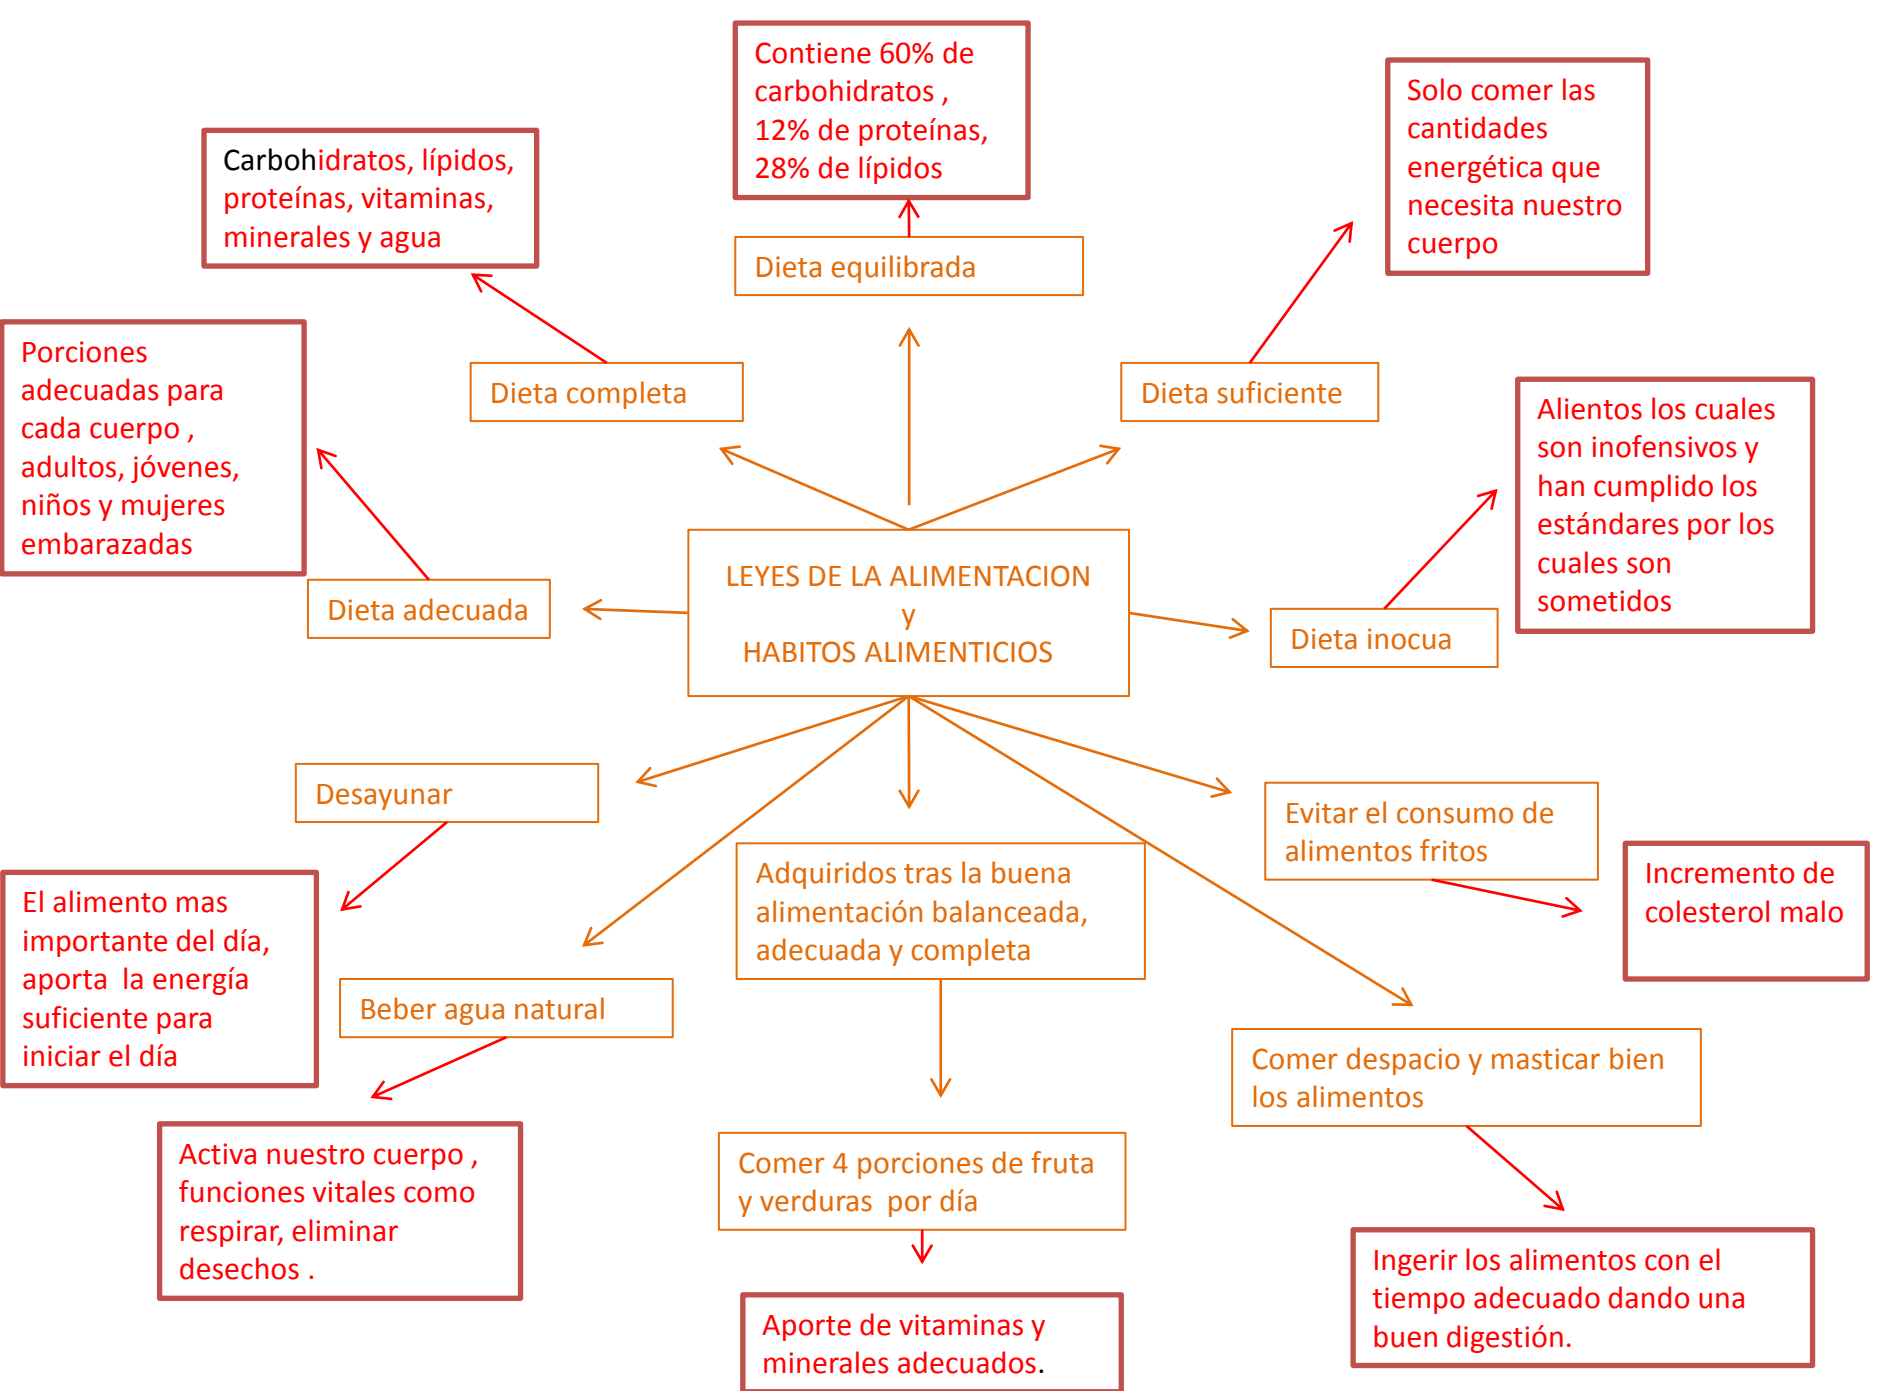 Contiene 60% de
carbohidratos ,
12% de proteínas,
28% de lípidos
Solo comer las
cantidades
energética que
necesita nuestro
cuerpo
Carbohidratos, lípidos,
proteínas, vitaminas,
minerales y agua
Dieta equilibrada
Porciones
adecuadas para
cada cuerpo ,
adultos, jóvenes,
niños y mujeres
embarazadas
Dieta completa
Dieta suficiente
Alientos los cuales
son inofensivos y
han cumplido los
estándares por los
cuales son
sometidos
Dieta adecuada
LEYES DE LA ALIMENTACION
y
HABITOS ALIMENTICIOS
Dieta inocua
Desayunar
Evitar el consumo de
alimentos fritos
Adquiridos tras la buena
alimentación balanceada,
adecuada y completa
Incremento de
colesterol malo
El alimento mas
importante del día,
aporta  la energía
suficiente para
iniciar el día
Beber agua natural
Comer despacio y masticar bien
los alimentos
Activa nuestro cuerpo ,
funciones vitales como
respirar, eliminar
desechos .
Comer 4 porciones de fruta
y verduras  por día
Ingerir los alimentos con el
tiempo adecuado dando una
buen digestión.
Aporte de vitaminas y
minerales adecuados.